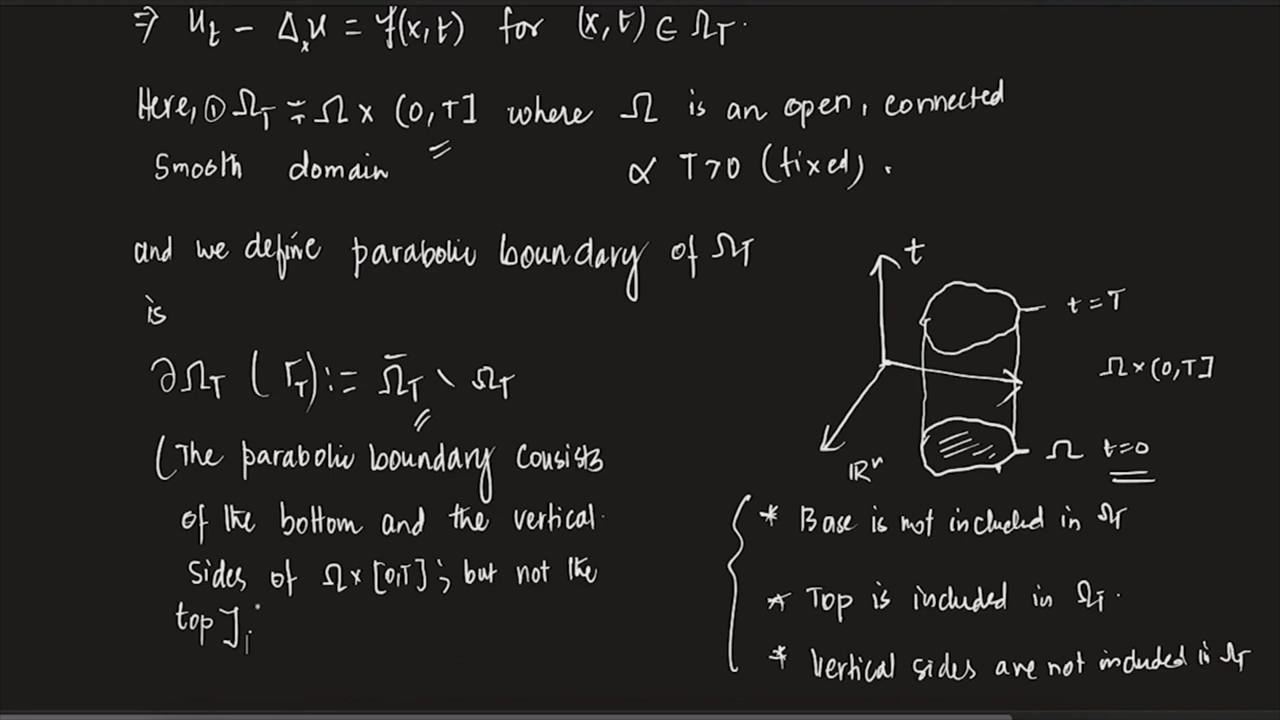 ⇒ u_t - Δ_x u = f(x,t) for (x,t) ∈ Ω_T.
Here, ① Ω_T := Ω × (0,T] where Ω is an open, connected
smooth domain & T>0 (fixed).
and we define parabolic boundary of Ω_T
is
∂Ω_T (Γ_T) := Ω̄_T \ Ω_T
(The parabolic boundary consists
of the bottom and the vertical
sides of Ω × [0,T]; but not the
top];
t
t=T
Ω×(0,T]
Ω t=0
ℝⁿ
* Base is not included in Ω_T
* Top is included in Ω_T.
* Vertical sides are not included in Ω_T